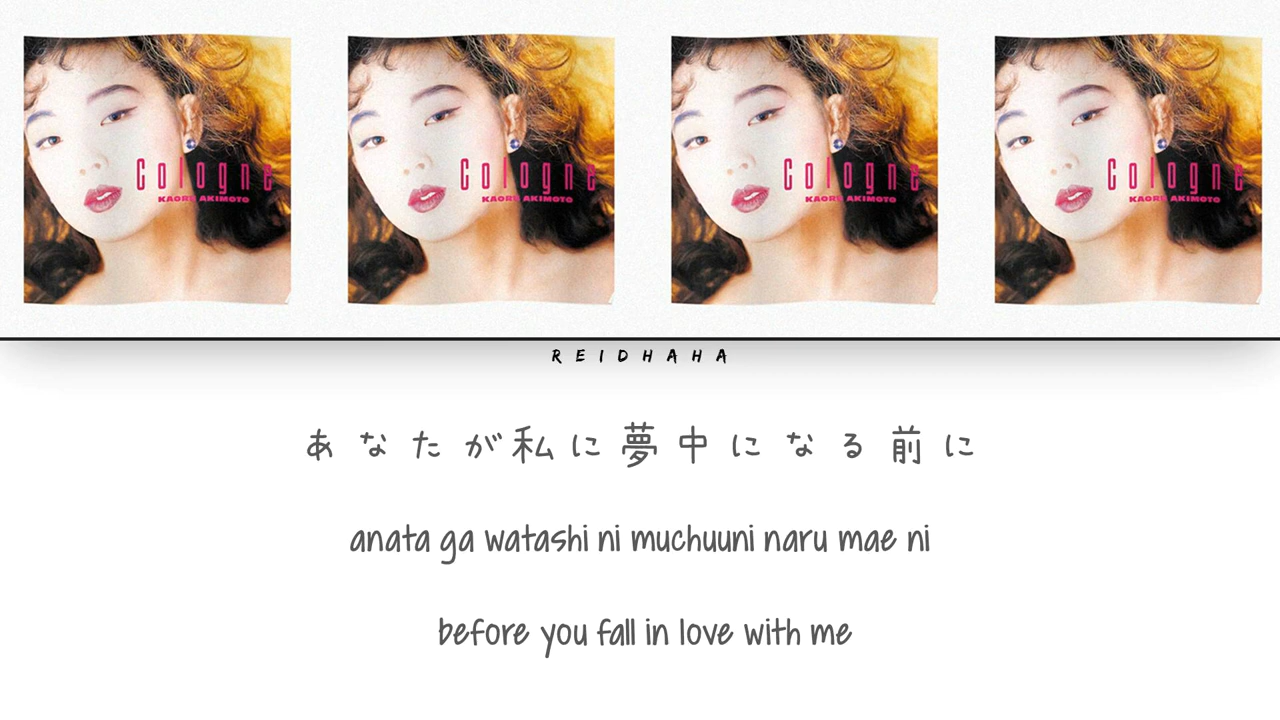 Cologne
KAORI AKIMOTO
Cologne
KAORI AKIMOTO
Cologne
KAORI AKIMOTO
Cologne
KAORI AKIMOTO
REIDHAHA
あなたが私に夢中になる前に
anata ga watashi ni muchuuni naru mae ni
before you fall in love with me